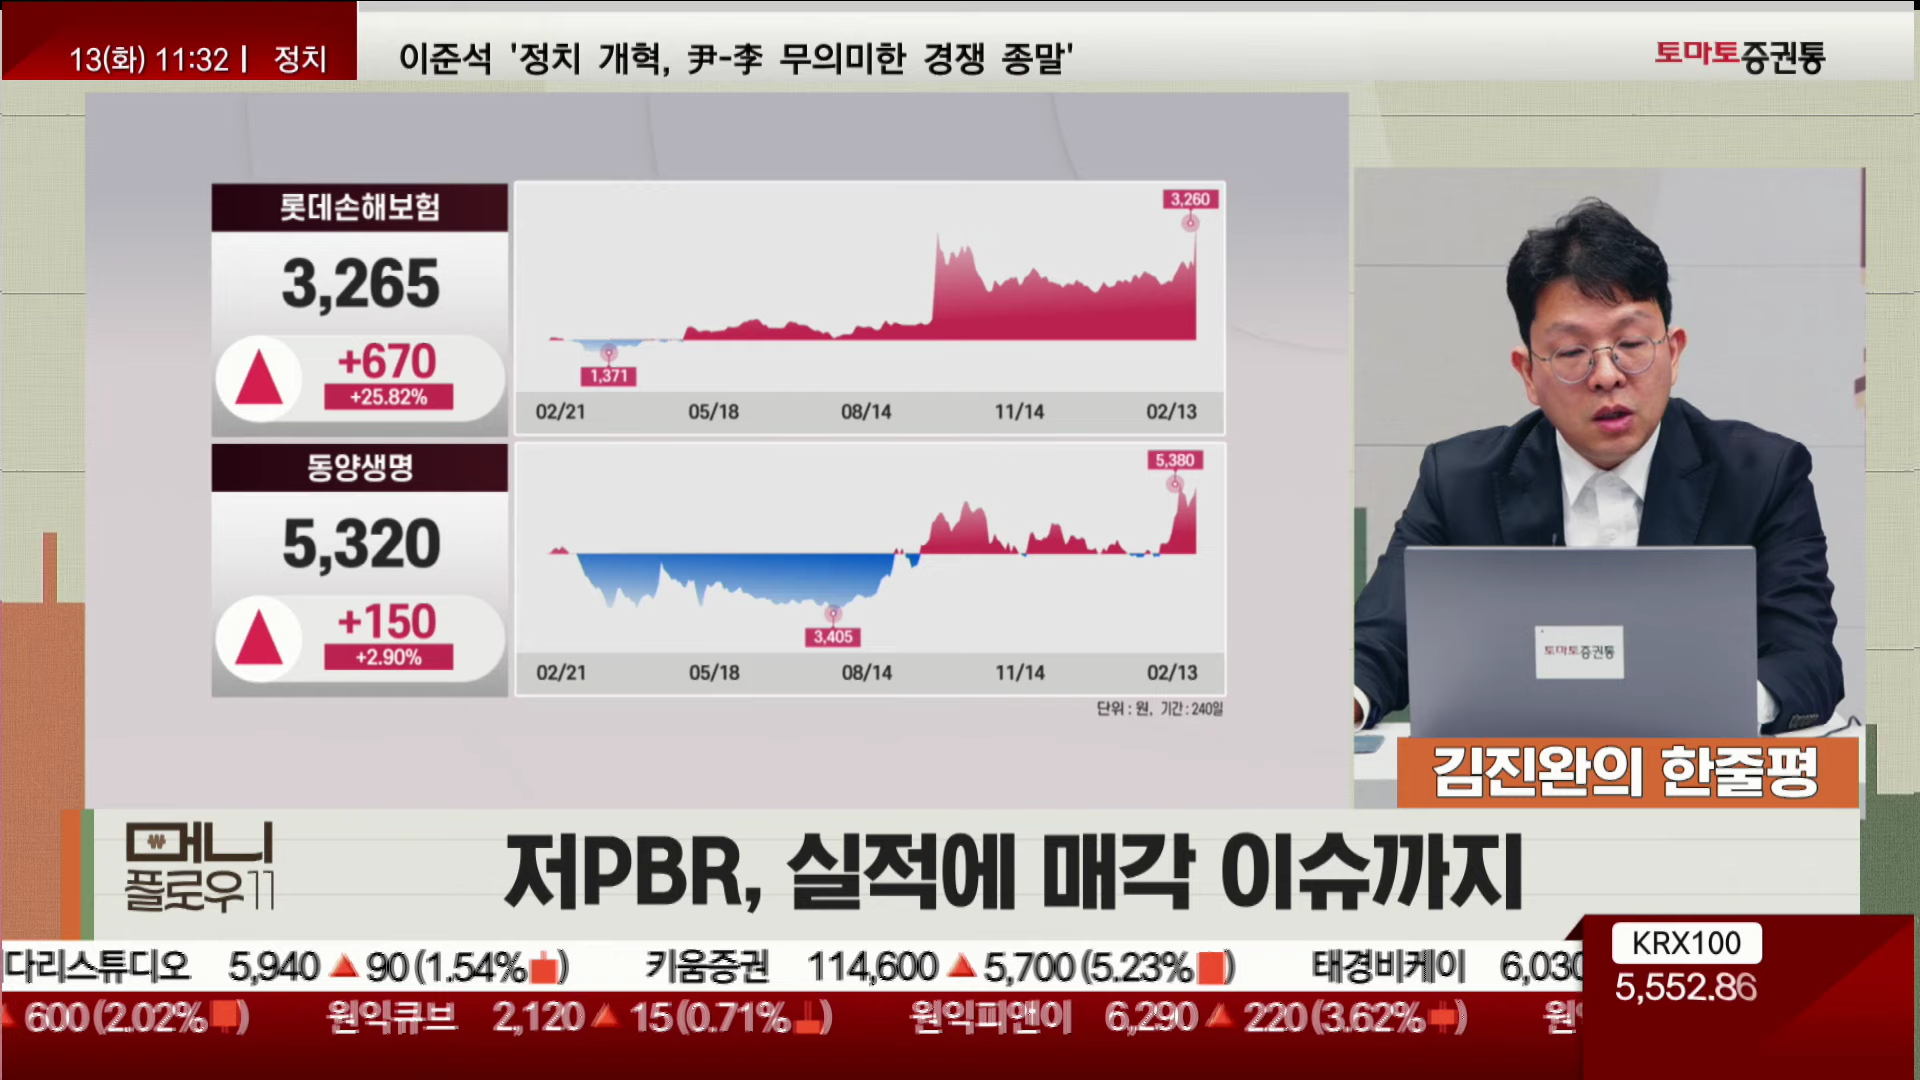 13(화) 11:32 | 정치
이준석 '정치 개혁, 尹-李 무의미한 경쟁 종말'
토마토증권통
롯데손해보험
3,265
+670
+25.82%
3,260
1,371
02/21 05/18 08/14 11/14 02/13
동양생명
5,320
+150
+2.90%
5,380
3,405
02/21 05/18 08/14 11/14 02/13
단위 : 원, 기간 : 240일
토마토증권통
김진완의 한줄평
머니
플로우11
저PBR, 실적에 매각 이슈까지
다리스튜디오 5,940 ▲ 90 (1.54%) 키움증권 114,600 ▲ 5,700 (5.23%) 태경비케이 6,030
▲ 600 (2.02%) 원익큐브 2,120 ▲ 15 (0.71%) 원익피앤이 6,290 ▲ 220 (3.62%) 원
KRX100
5,552.86